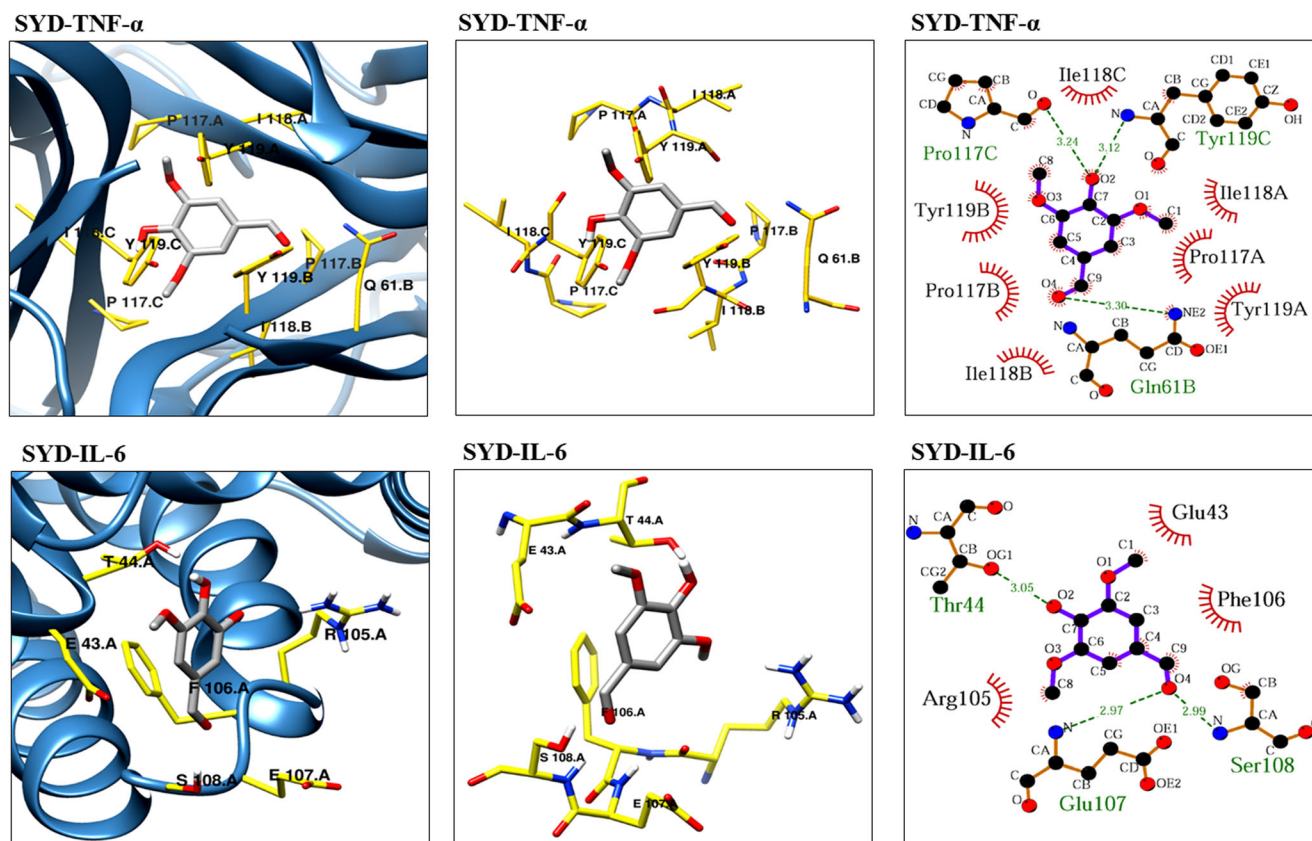 SYD-TNF-α
P 117.A
I 118.A
Y 119.A
I 118.C
Y 119.C
P 117.B
Y 119.B
Q 61.B
P 117.C
I 118.B
SYD-TNF-α
I 118.A
P 117.A
Y 119.A
I 118.C
Y 119.C
P 117.B
Y 119.B
Q 61.B
P 117.C
I 118.B
SYD-TNF-α
CG
CB
O
Ile118C
CD1
CE1
CB
CG
CZ
CD
CA
N
CA
CD2
CE2
OH
N
C
C
Pro117C
3.24
3.12
O
Tyr119C
C8
O2
O3
C7
O1
Ile118A
Tyr119B
C6
C2
C1
C5
C3
C4
Pro117A
Pro117B
C9
O4
3.30
NE2
Tyr119A
N
CB
CA
CD
OE1
Ile118B
C
CG
O
Gln61B
SYD-IL-6
T 44.A
E 43.A
R 105.A
F 106.A
S 108.A
E 107.A
SYD-IL-6
T 44.A
E 43.A
F 106.A
R 105.A
S 108.A
E 107.A
SYD-IL-6
N
CA
C
O
Glu43
CB
OG1
C1
CG2
O1
3.05
O2
C2
Phe106
Thr44
C7
C3
O3
C6
C4
C5
C9
OG
C8
O4
CB
Arg105
2.97
2.99
N
N
CA
CG
OE1
CA
C
C
CB
CD
OE2
Ser108
O
Glu107